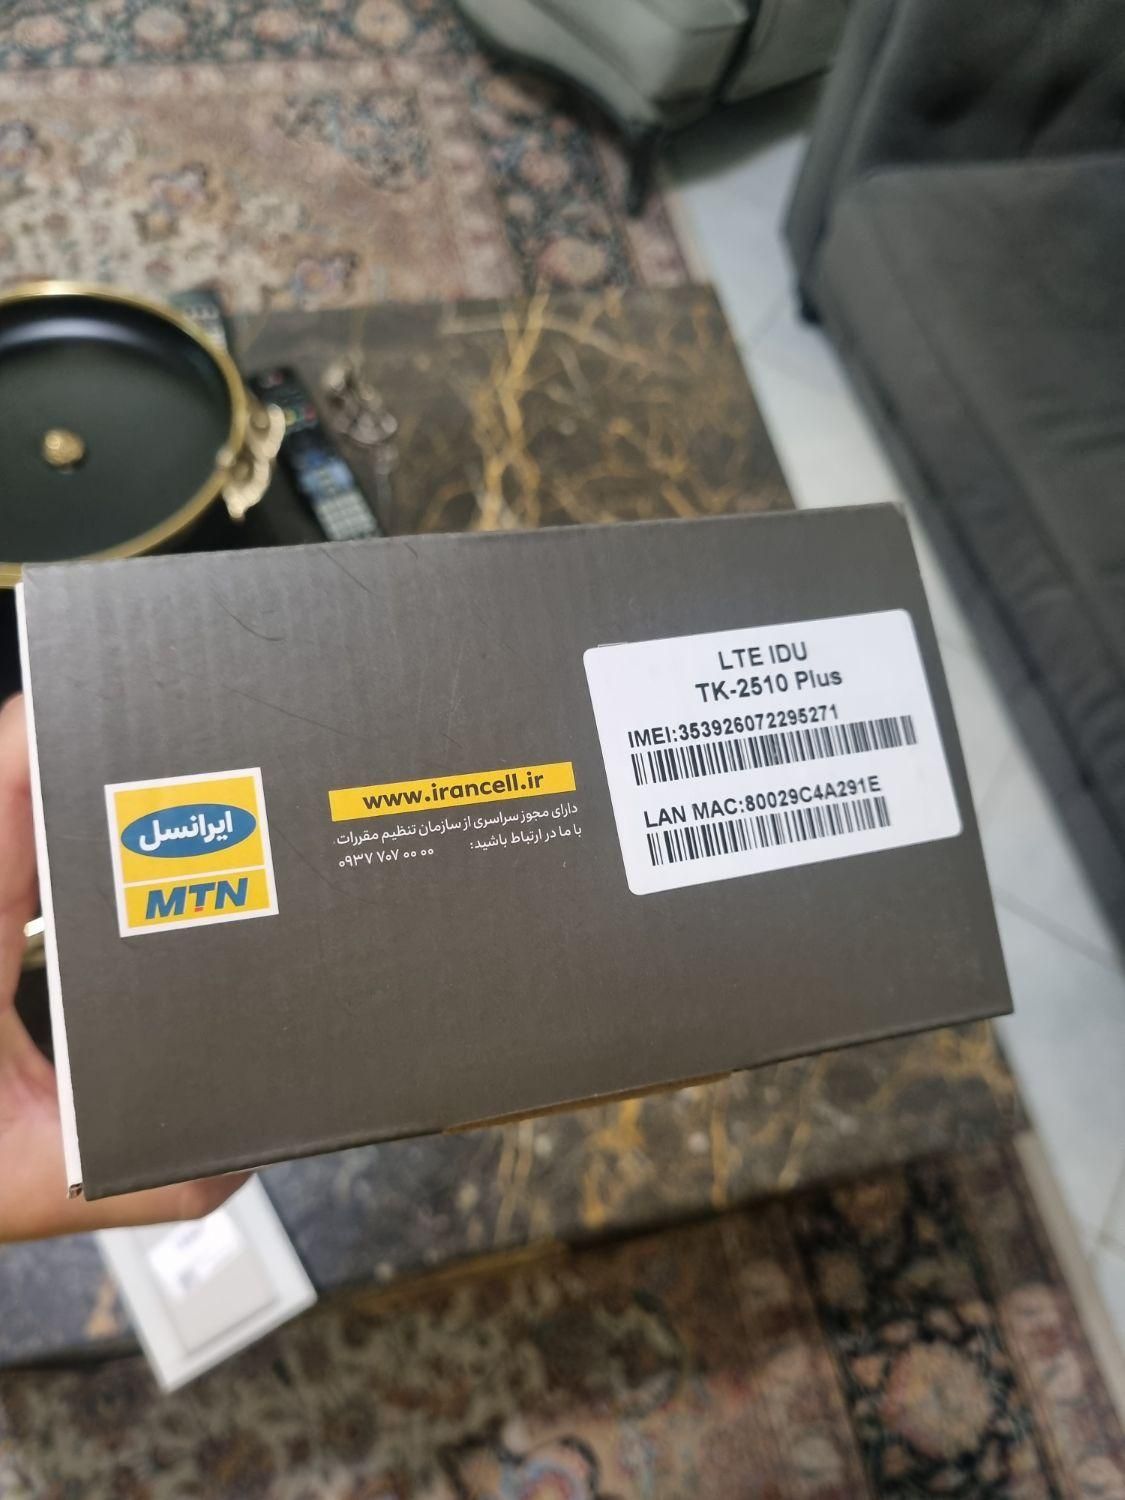 LTE IDU
TK-2510 Plus
IMEI:353926072295271
LAN MAC:80029C4A291E
www.irancell.ir
دارای مجوز سراسری از سازمان تنظیم مقررات.
با ما در ارتباط باشید: ۰۹۳۷ ۷۰۷ ۰۰ ۰۰
ایرانسل
MTN